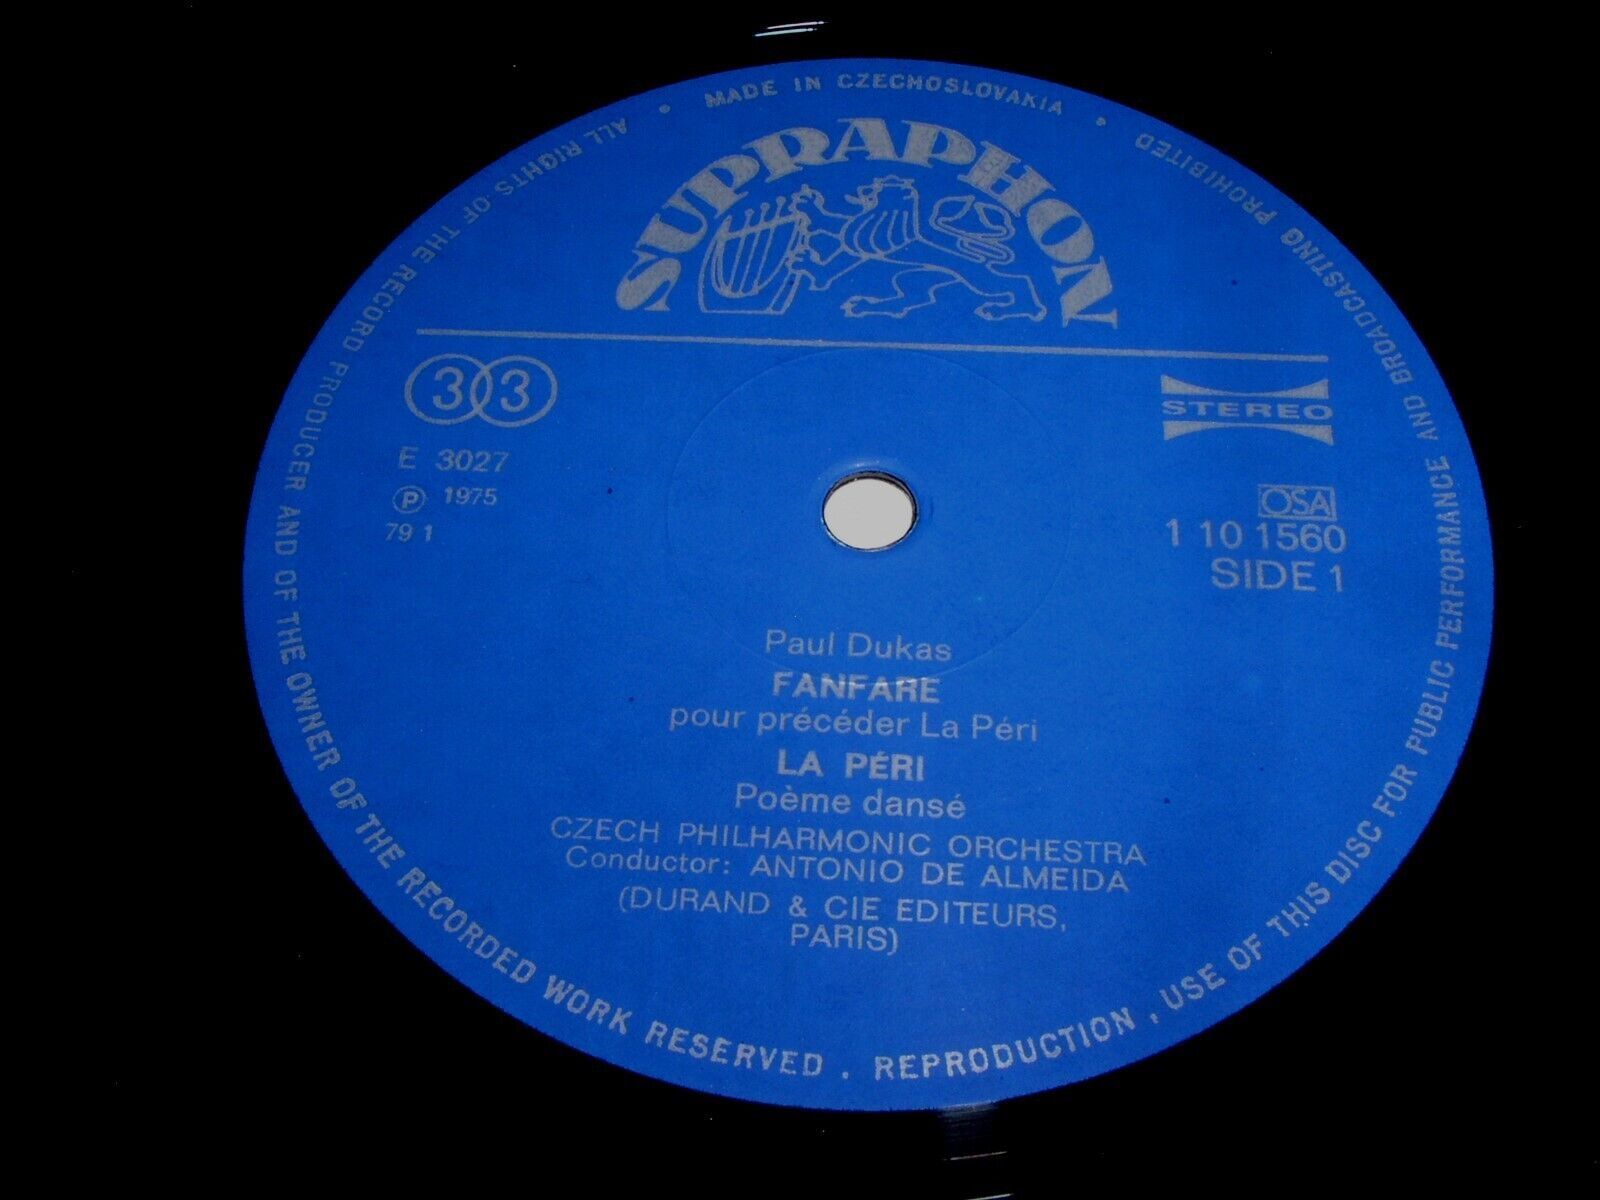 MADE IN CZECHOSLOVAKIA
ALL RIGHTS OF THE RECORD PRODUCER AND OF THE OWNER OF THE RECORDED WORK RESERVED . REPRODUCTION , USE OF THIS DISC FOR PUBLIC PERFORMANCE AND BROADCASTING PROHIBITED
SUPRAPHON
33
STEREO
E 3027
Ⓟ 1975
79 1
OSA
1 10 1560
SIDE 1
Paul Dukas
FANFARE
pour précéder La Péri
LA PÉRI
Poème dansé
CZECH PHILHARMONIC ORCHESTRA
Conductor: ANTONIO DE ALMEIDA
(DURAND & CIE EDITEURS,
PARIS)